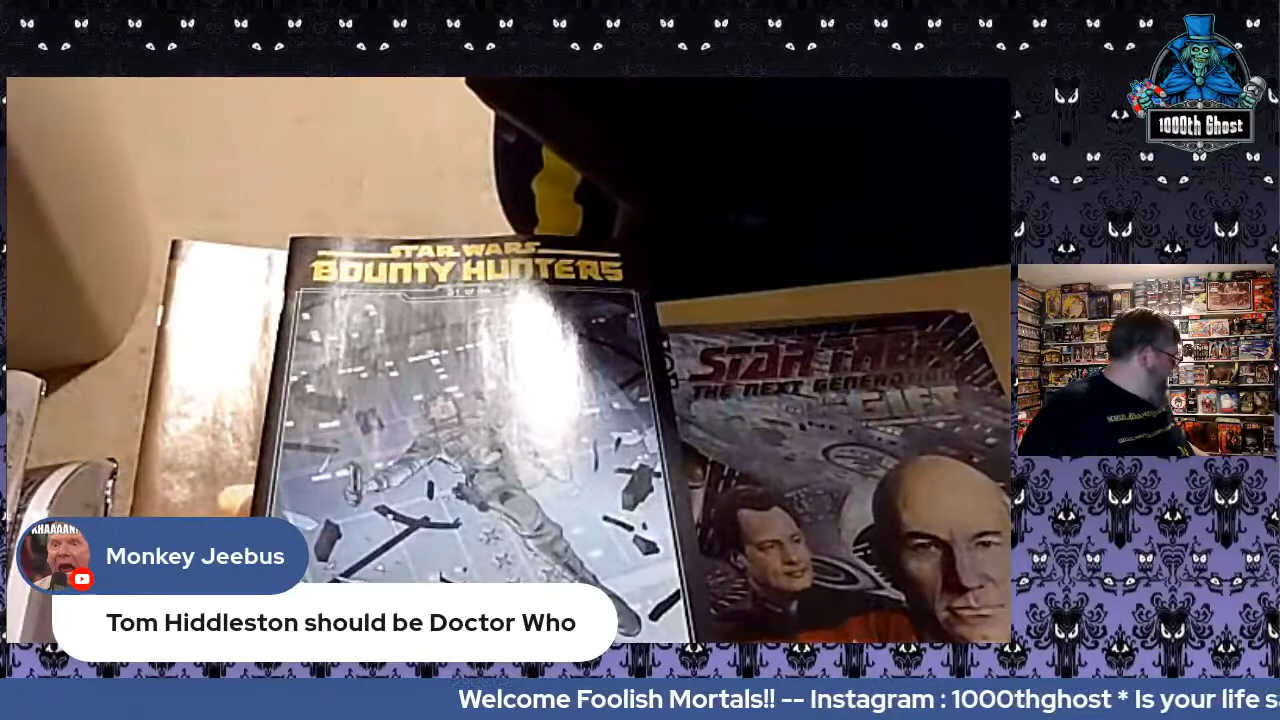 1000th Ghost
STAR WARS
BOUNTY HUNTERS
STAR TREK
THE NEXT GENERATION
KHAAAAN!
Monkey Jeebus
Tom Hiddleston should be Doctor Who
Welcome Foolish Mortals!! -- Instagram : 1000thghost * Is your life s